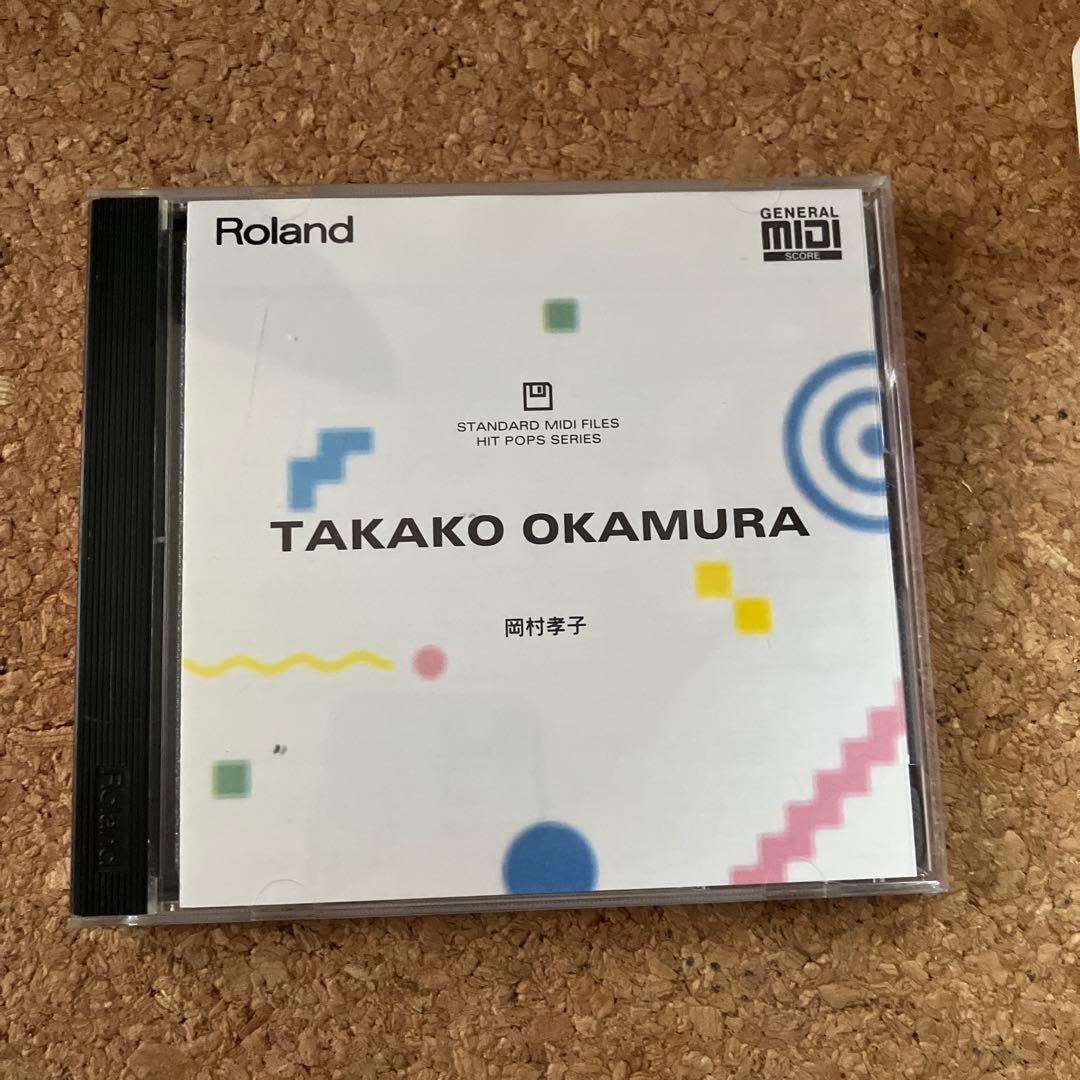 Roland
GENERAL
MIDI
SCORE
STANDARD MIDI FILES
HIT POPS SERIES
TAKAKO OKAMURA
岡村孝子
Roland